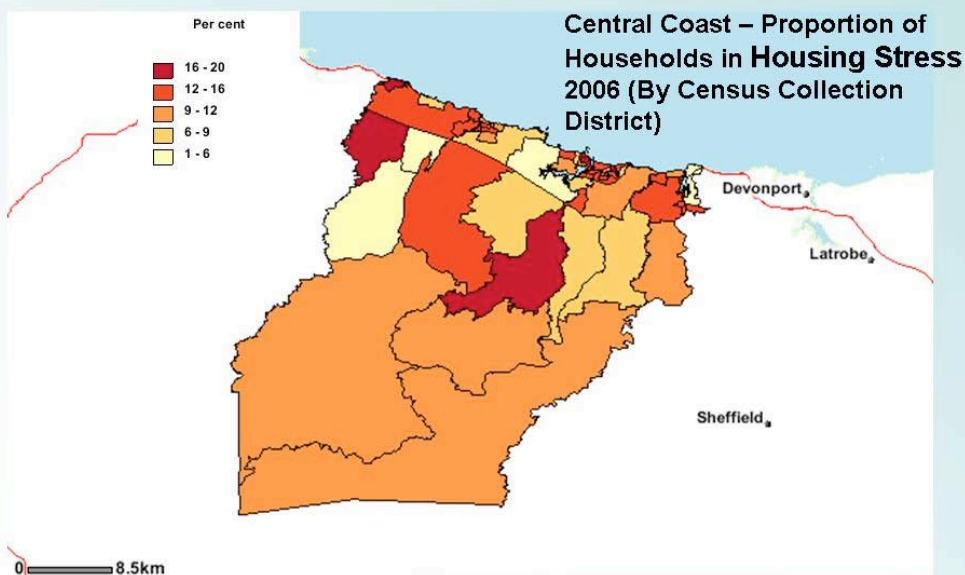 Per cent
16 - 20
12 - 16
9 - 12
6 - 9
1 - 6
Central Coast – Proportion of
Households in Housing Stress
2006 (By Census Collection
District)
Devonport
Latrobe
Sheffield
0 8.5km